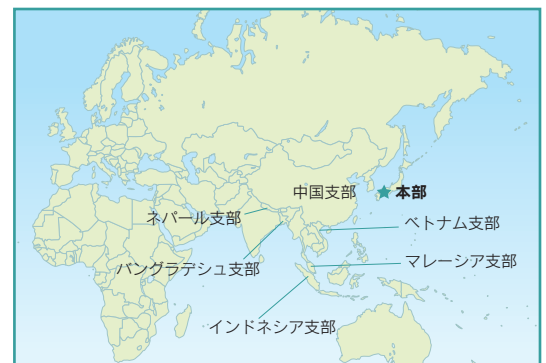 中国支部
本部
ネパール支部
ベトナム支部
バングラデシュ支部
マレーシア支部
インドネシア支部